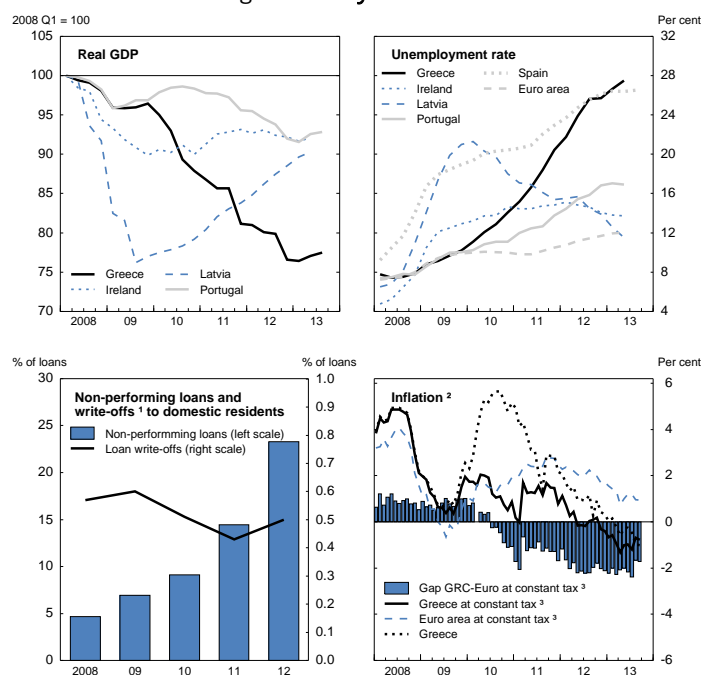 2008 Q1 = 100
Real GDP
105
100
95
90
85
80
75
70
Greece
Ireland
Latvia
Portugal
2008 09 10 11 12 13
Per cent
Unemployment rate
Greece
Ireland
Latvia
Portugal
Spain
Euro area
32
28
24
20
16
12
8
4
2008 09 10 11 12 13
% of loans
% of loans
Non-performing loans and
write-offs ¹ to domestic residents
Non-performming loans (left scale)
Loan write-offs (right scale)
30
25
20
15
10
5
0
1.0
0.9
0.8
0.7
0.6
0.5
0.4
0.3
0.2
0.1
0.0
2008 09 10 11 12
Per cent
Inflation ²
6
4
2
0
-2
-4
-6
Gap GRC-Euro at constant tax ³
Greece at constant tax ³
Euro area at constant tax ³
Greece
2008 09 10 11 12 13